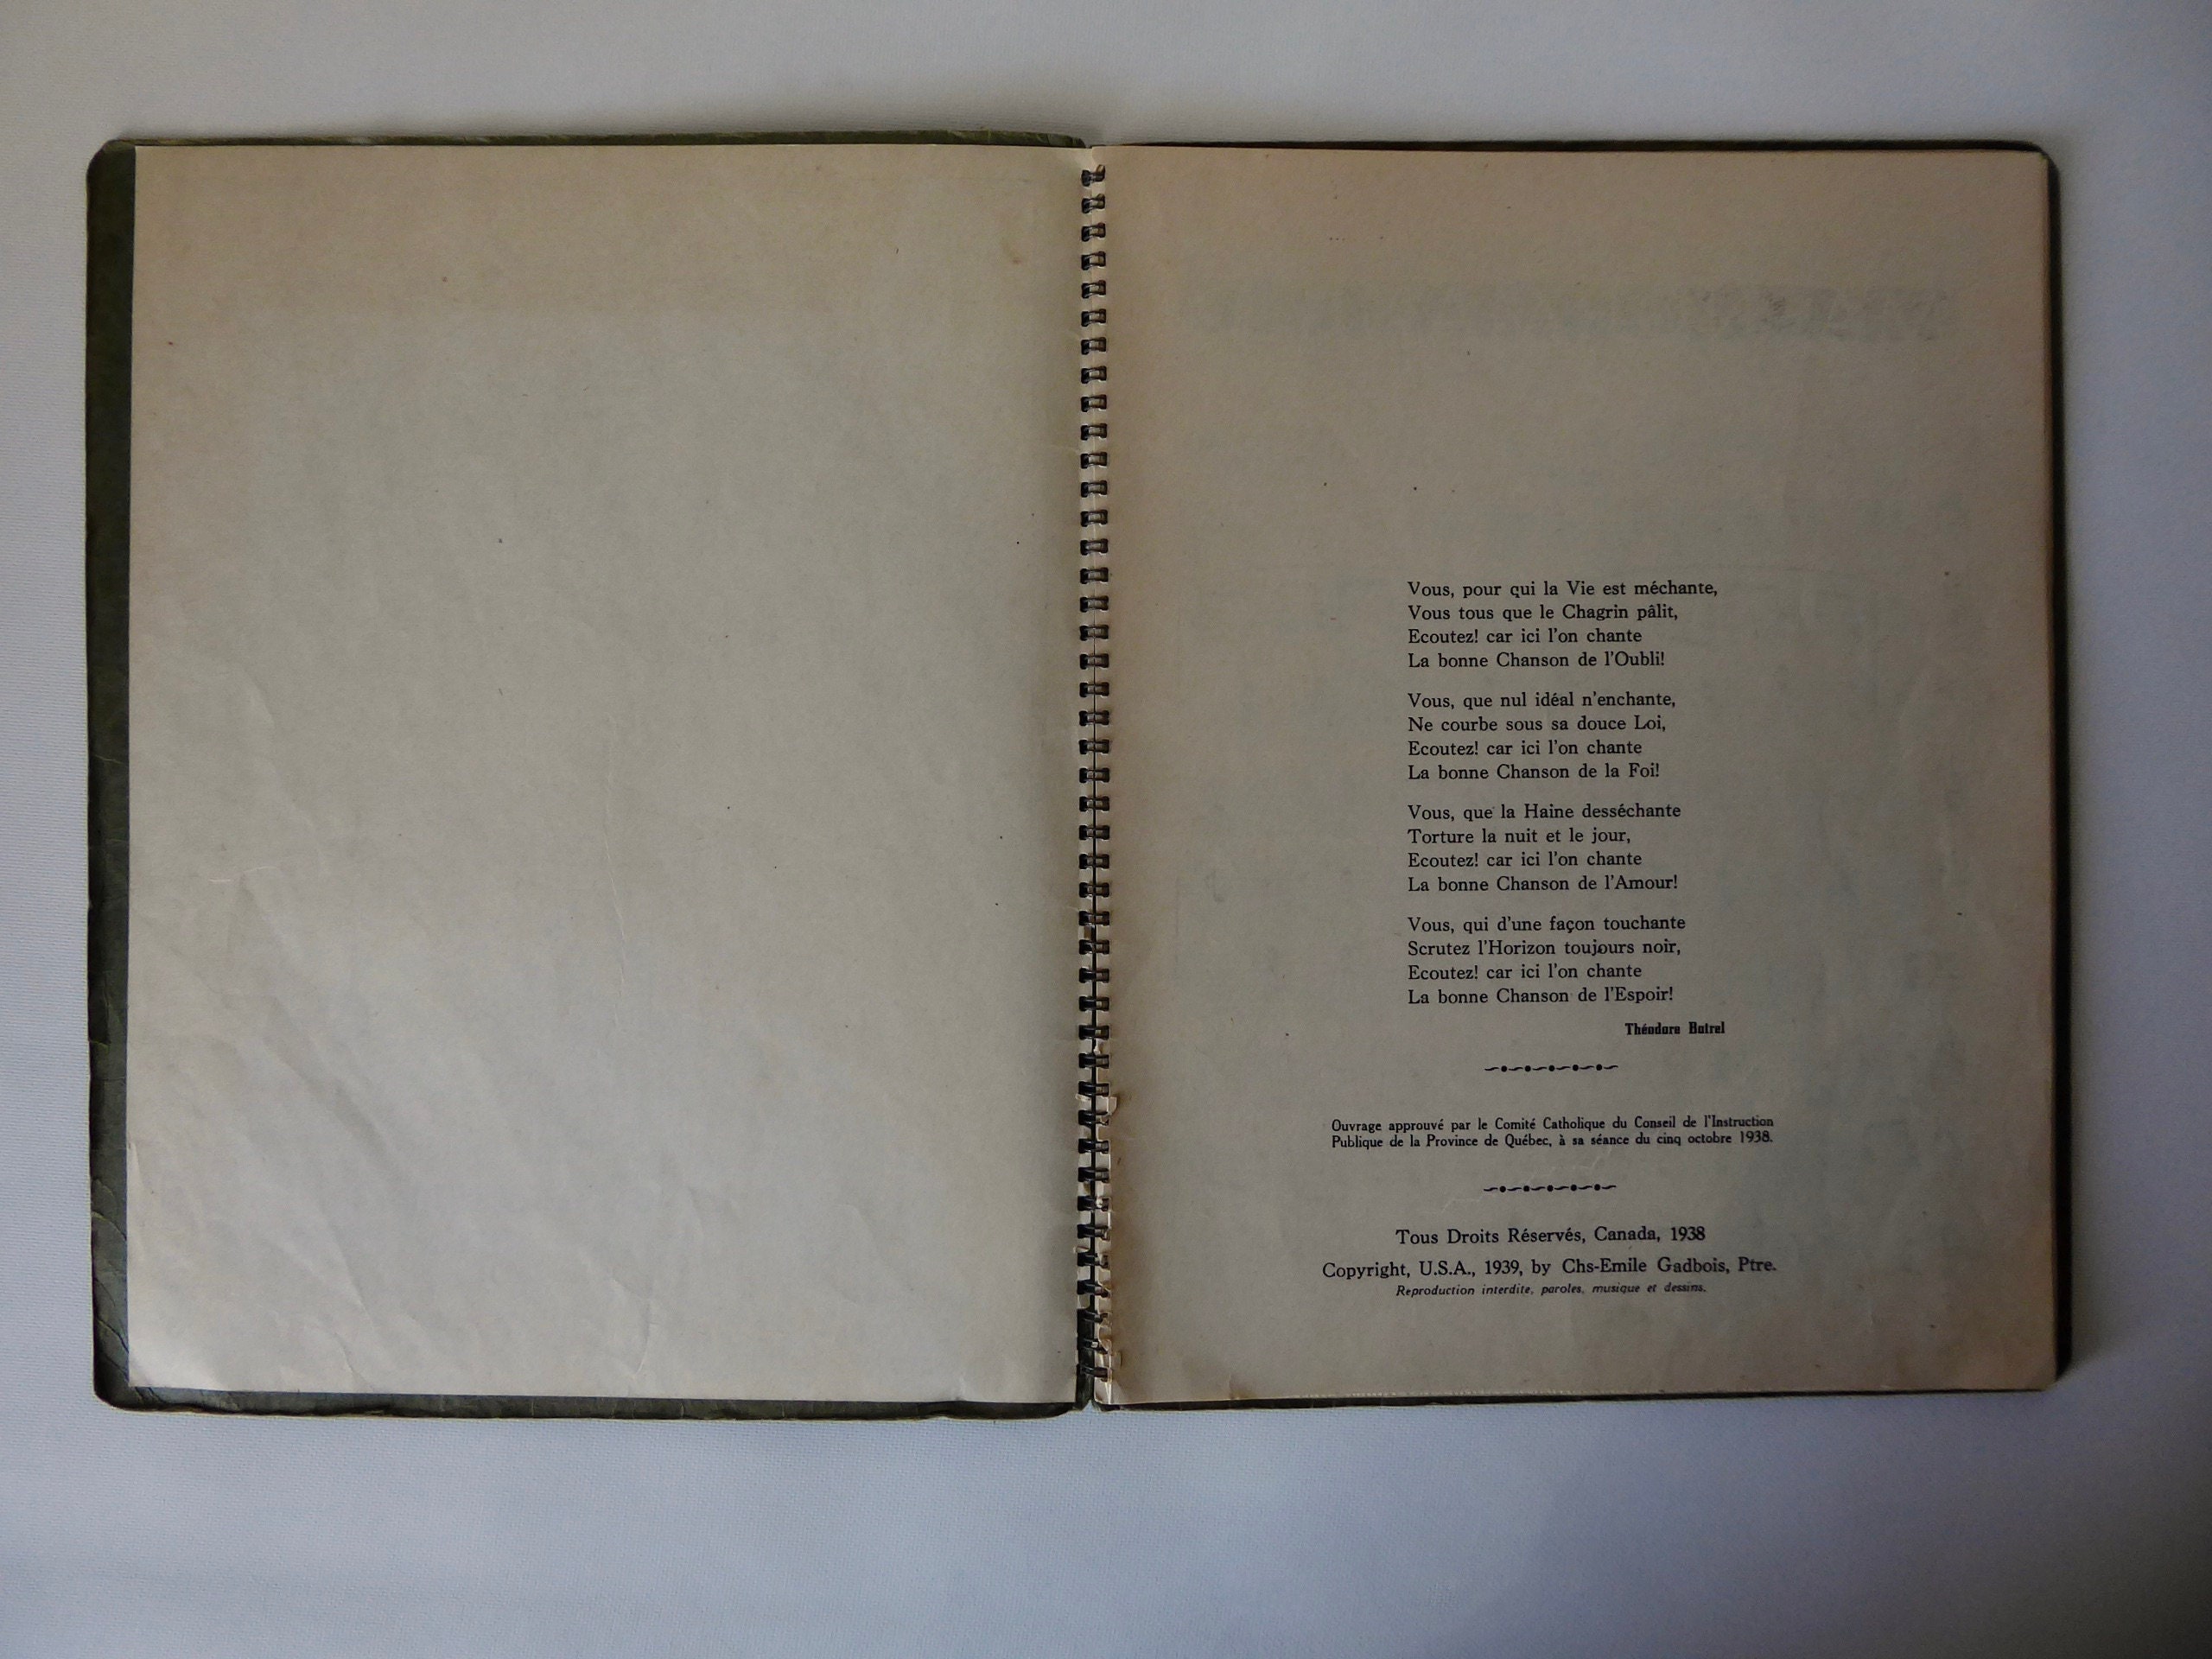 Vous, pour qui la Vie est méchante,
Vous tous que le Chagrin pâlit,
Ecoutez! car ici l'on chante
La bonne Chanson de l'Oubli!
Vous, que nul idéal n'enchante,
Ne courbe sous sa douce Loi,
Ecoutez! car ici l'on chante
La bonne Chanson de la Foi!
Vous, que la Haine desséchante
Torture la nuit et le jour,
Ecoutez! car ici l'on chante
La bonne Chanson de l'Amour!
Vous, qui d'une façon touchante
Scrutez l'Horizon toujours noir,
Ecoutez! car ici l'on chante
La bonne Chanson de l'Espoir!
Théodore Botrel
Ouvrage approuvé par le Comité Catholique du Conseil de l'Instruction
Publique de la Province de Québec, à sa séance du cinq octobre 1938.
Tous Droits Réservés, Canada, 1938
Copyright, U.S.A., 1939, by Chs-Emile Gadbois, Ptre.
Reproduction interdite, paroles, musique et dessins.